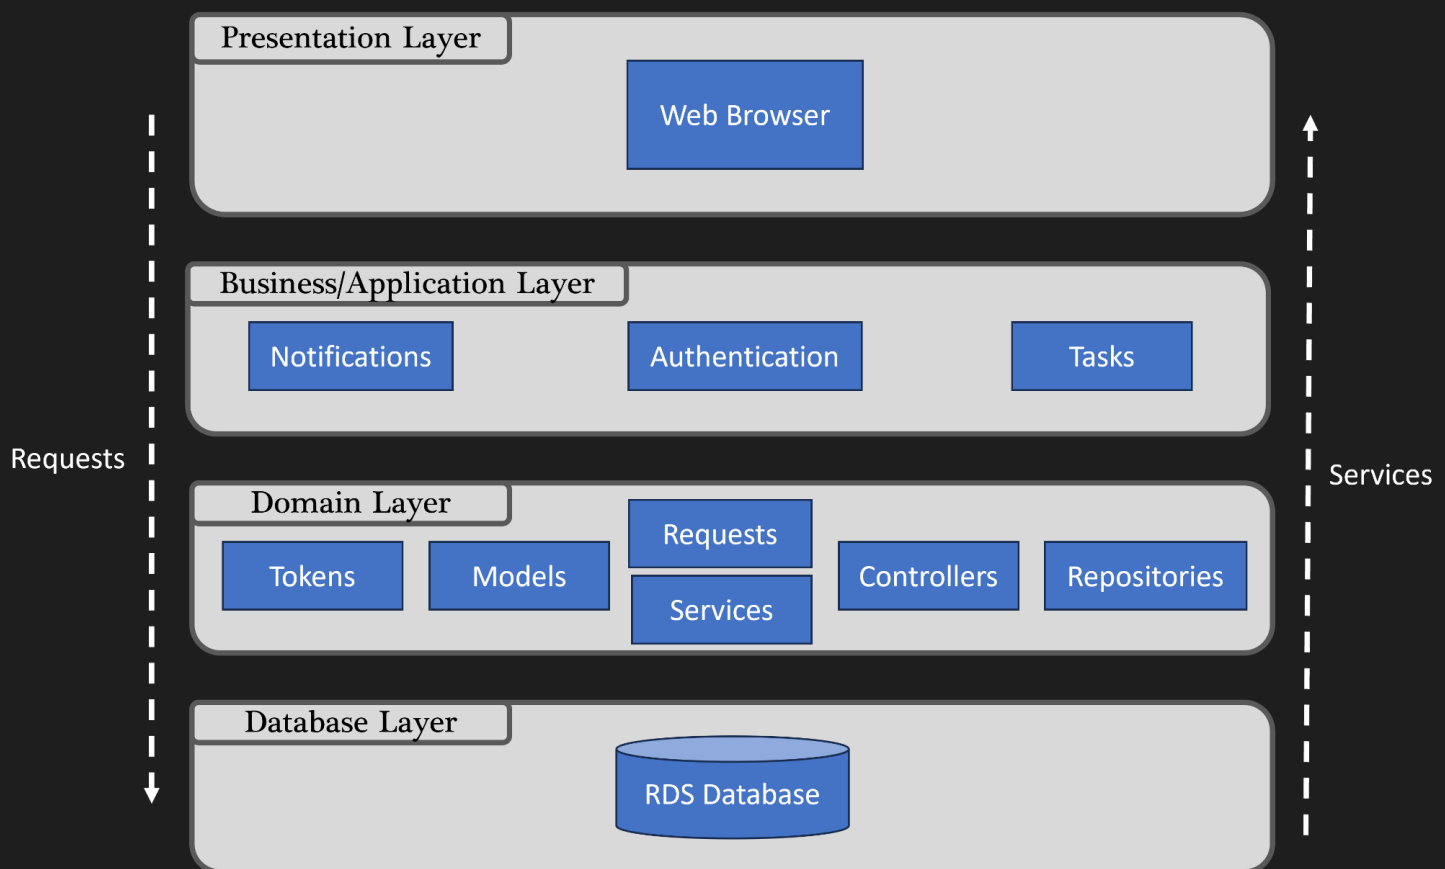 Presentation Layer
Web Browser
Business/Application Layer
Notifications
Authentication
Tasks
Requests
Services
Domain Layer
Tokens
Models
Requests
Services
Controllers
Repositories
Database Layer
RDS Database